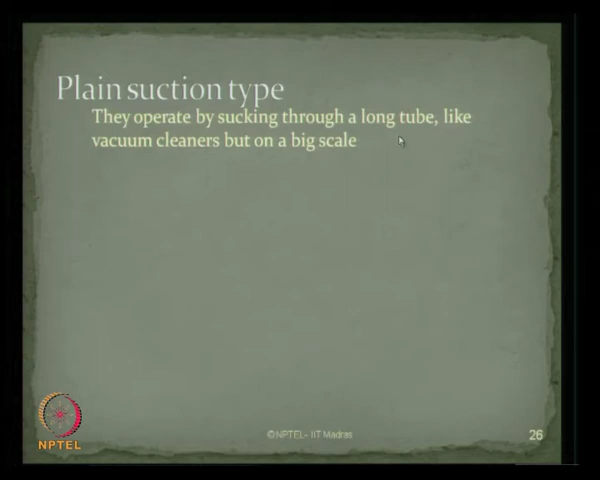 Plain suction type
They operate by sucking through a long tube, like
vacuum cleaners but on a big scale
NPTEL
©NPTEL- IIT Madras
26